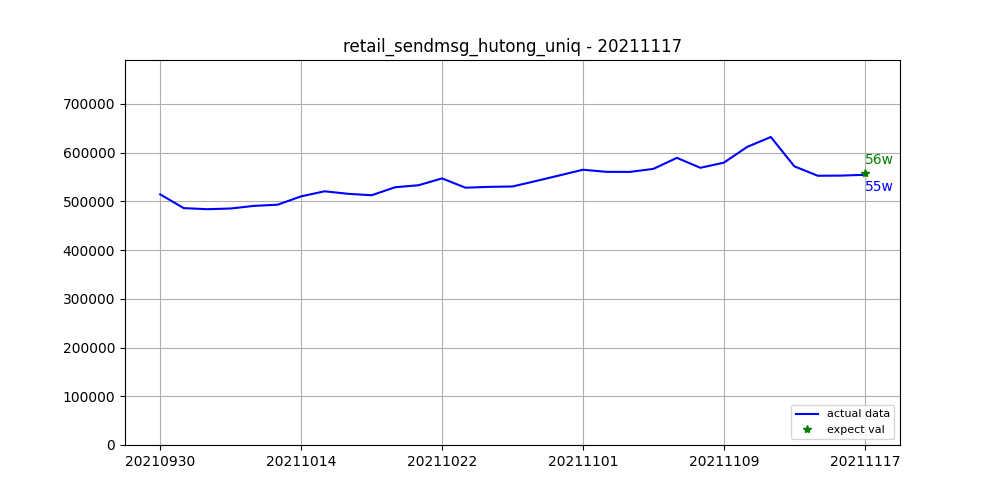 retail_sendmsg_hutong_uniq - 20211117
700000
600000
500000
400000
300000
200000
100000
0
56w
55w
actual data
expect val
20210930
20211014
20211022
20211101
20211109
20211117